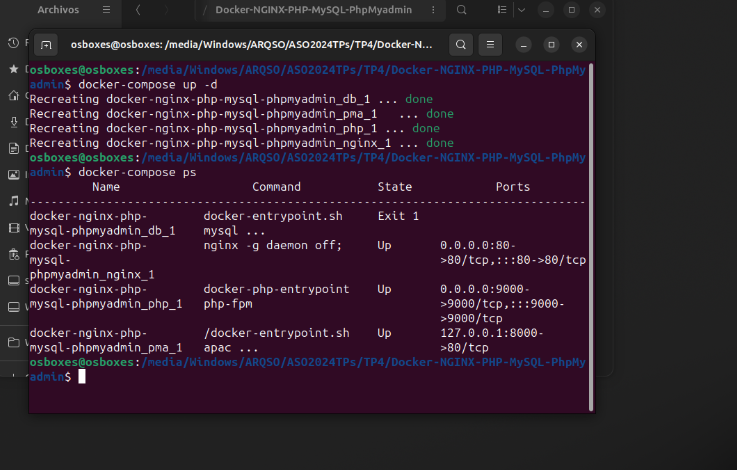 Archivos
Docker-NGINX-PHP-MySQL-PhpMyadmin
osboxes@osboxes: /media/Windows/ARQSO/ASO2024TPs/TP4/Docker-N...
osboxes@osboxes:/media/Windows/ARQSO/ASO2024TPs/TP4/Docker-NGINX-PHP-MySQL-PhpMy
admin$ docker-compose up -d
Recreating docker-nginx-php-mysql-phpmyadmin_db_1 ... done
Recreating docker-nginx-php-mysql-phpmyadmin_pma_1   ... done
Recreating docker-nginx-php-mysql-phpmyadmin_php_1 ... done
Recreating docker-nginx-php-mysql-phpmyadmin_nginx_1 ... done
osboxes@osboxes:/media/Windows/ARQSO/ASO2024TPs/TP4/Docker-NGINX-PHP-MySQL-PhpMy
admin$ docker-compose ps
Name Command State Ports
--------------------------------------------------------------------------------
docker-nginx-php- docker-entrypoint.sh Exit 1
mysql-phpmyadmin_db_1 mysql ...
docker-nginx-php- nginx -g daemon off; Up 0.0.0.0:80-
mysql- >80/tcp,:::80->80/tcp
phpmyadmin_nginx_1
docker-nginx-php- docker-php-entrypoint Up 0.0.0.0:9000-
mysql-phpmyadmin_php_1 php-fpm >9000/tcp,:::9000-
>9000/tcp
docker-nginx-php- /docker-entrypoint.sh Up 127.0.0.1:8000-
mysql-phpmyadmin_pma_1 apac ... >80/tcp
osboxes@osboxes:/media/Windows/ARQSO/ASO2024TPs/TP4/Docker-NGINX-PHP-MySQL-PhpMy
admin$